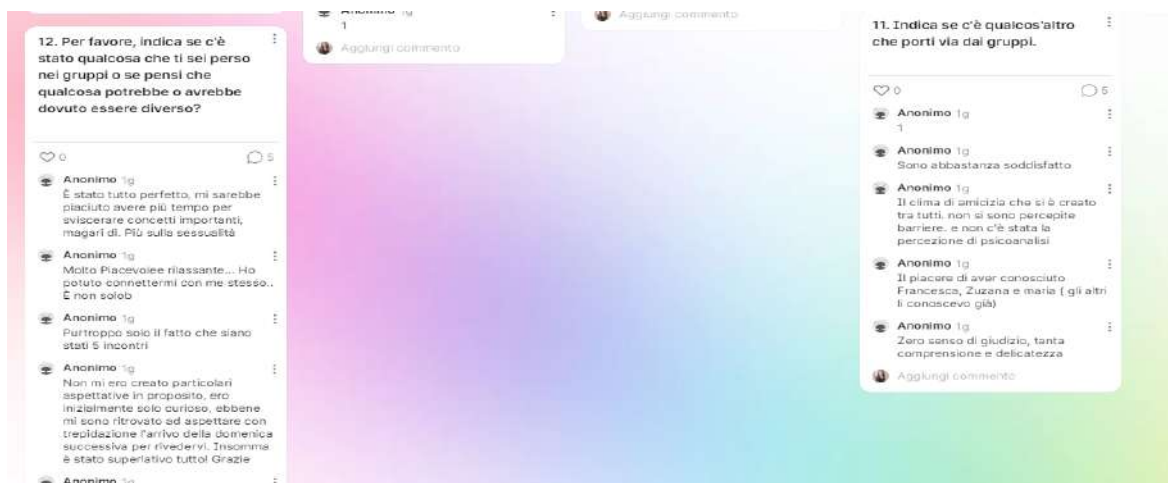 12. Per favore, indica se c'è
stato qualcosa che ti sei perso
nei gruppi o se pensi che
qualcosa potrebbe o avrebbe
dovuto essere diverso?
0
5
Anonimo 1g
È stato tutto perfetto, mi sarebbe
piaciuto avere più tempo per
sviscerare concetti importanti,
magari di. Più sulla sessualità
Anonimo 1g
Molto Piacevolee rilassante... Ho
potuto connettermi con me stesso..
È non solob
Anonimo 1g
Purtroppo solo il fatto che siano
stati 5 incontri
Anonimo 1g
Non mi ero creato particolari
aspettative in proposito, ero
inizialmente solo curioso, ebbene
mi sono ritrovato ad aspettare con
trepidazione l'arrivo della domenica
successiva per rivedervi. Insomma
è stato superlativo tutto! Grazie
Anonimo 1g
Anonimo 1g
1
Aggiungi commento
Aggiungi commento
11. Indica se c'è qualcos'altro
che porti via dai gruppi.
0
5
Anonimo 1g
1
Anonimo 1g
Sono abbastanza soddisfatto
Anonimo 1g
Il clima di amicizia che si è creato
tra tutti. non si sono percepite
barriere. e non c'è stata la
percezione di psicoanalisi
Anonimo 1g
Il piacere di aver conosciuto
Francesca, Zuzana e maria ( gli altri
li conoscevo già)
Anonimo 1g
Zero senso di giudizio, tanta
comprensione e delicatezza
Aggiungi commento